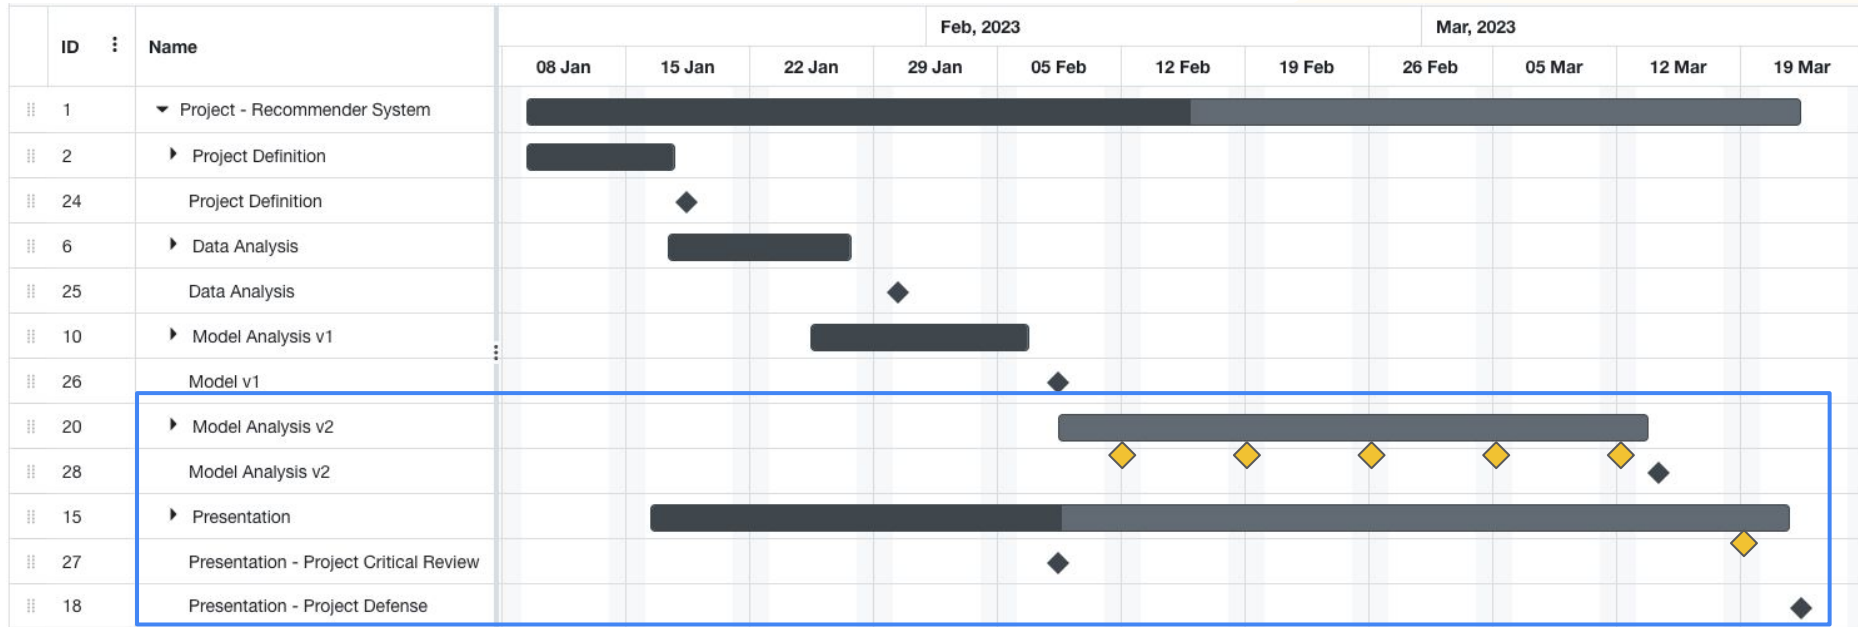 Feb, 2023 Mar, 2023
ID Name
08 Jan 15 Jan 22 Jan 29 Jan 05 Feb 12 Feb 19 Feb 26 Feb 05 Mar 12 Mar 19 Mar
1 Project - Recommender System
2 Project Definition
24 Project Definition
6 Data Analysis
25 Data Analysis
10 Model Analysis v1
26 Model v1
20 Model Analysis v2
28 Model Analysis v2
15 Presentation
27 Presentation - Project Critical Review
18 Presentation - Project Defense